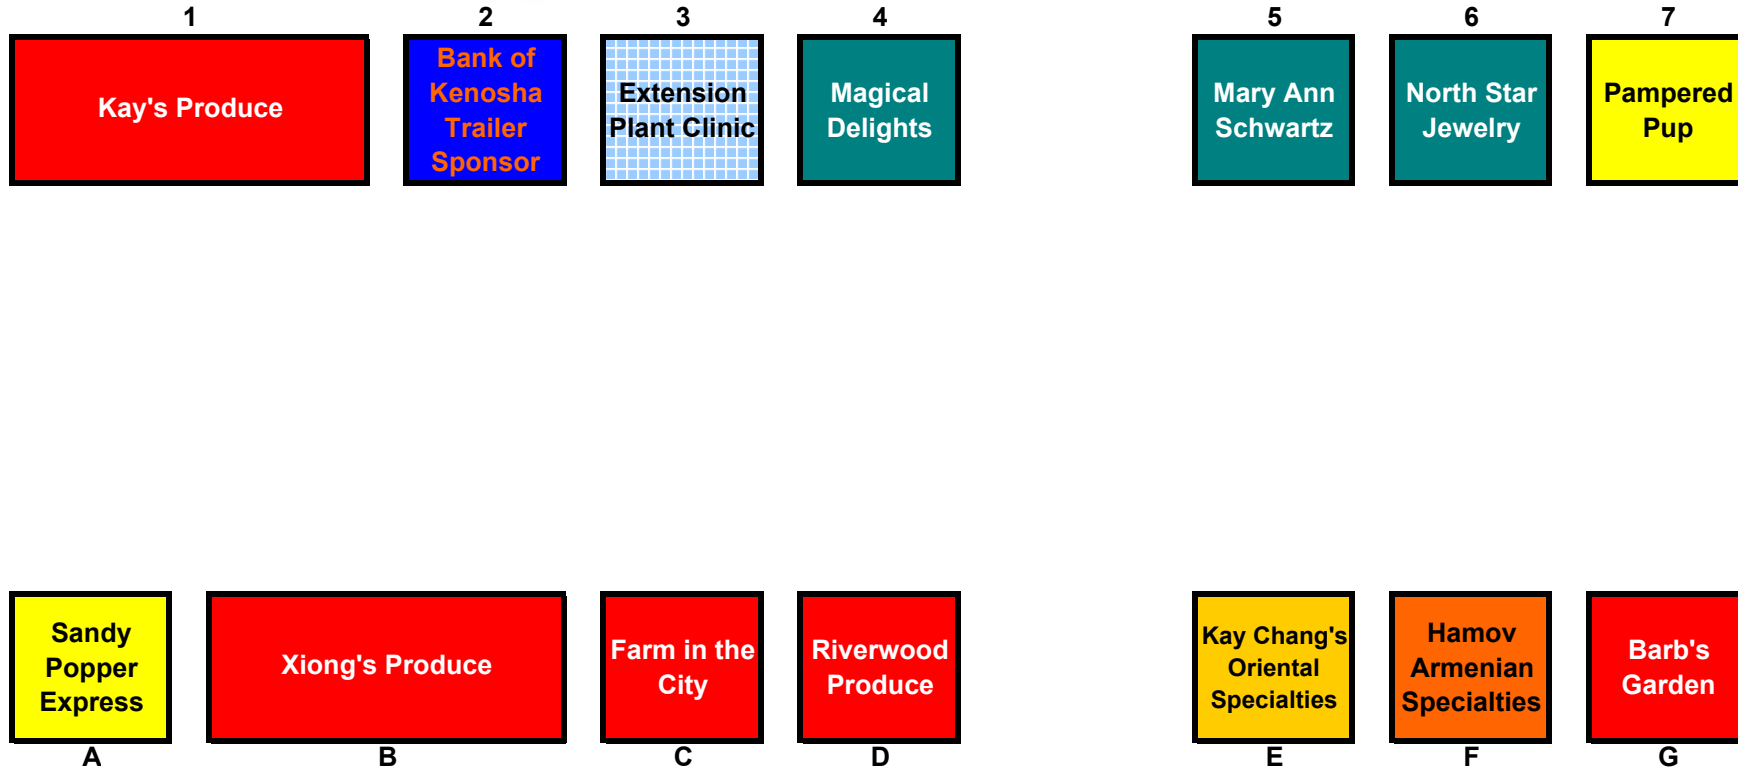 1 2 3 4 5 6 7
Kay's Produce
Bank of
Kenosha
Trailer
Sponsor
Extension
Plant Clinic
Magical
Delights
Mary Ann
Schwartz
North Star
Jewelry
Pampered
Pup
Sandy
Popper
Express
Xiong's Produce
Farm in the
City
Riverwood
Produce
Kay Chang's
Oriental
Specialties
Hamov
Armenian
Specialties
Barb's
Garden
A B C D E F G